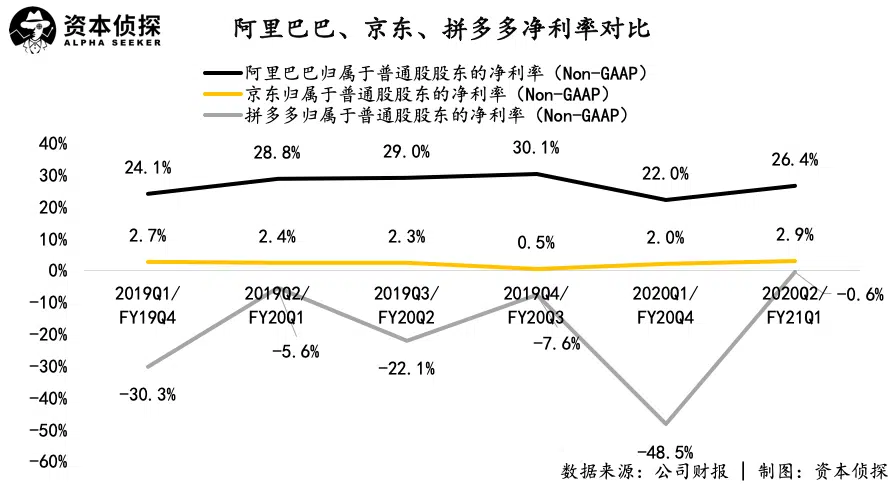 资本侦探
ALPHA SEEKER
阿里巴巴、京东、拼多多净利率对比
阿里巴巴归属于普通股股东的净利率（Non-GAAP）
京东归属于普通股股东的净利率（Non-GAAP）
拼多多归属于普通股股东的净利率（Non-GAAP）
40%
30%
20%
10%
0%
-10%
-20%
-30%
-40%
-50%
-60%
24.1%
28.8%
29.0%
30.1%
22.0%
26.4%
2.7%
2.4%
2.3%
0.5%
2.0%
2.9%
2019Q1/
FY19Q4
2019Q2/
FY20Q1
2019Q3/
FY20Q2
2019Q4/
FY20Q3
2020Q1/
FY20Q4
2020Q2/
FY21Q1
-30.3%
-5.6%
-22.1%
-7.6%
-48.5%
-0.6%
数据来源：公司财报 | 制图：资本侦探